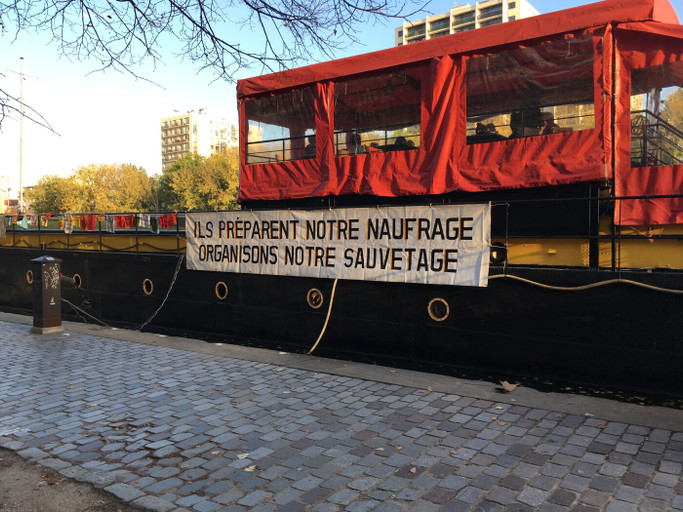 ILS PRÉPARENT NOTRE NAUFRAGE
ORGANISONS NOTRE SAUVETAGE